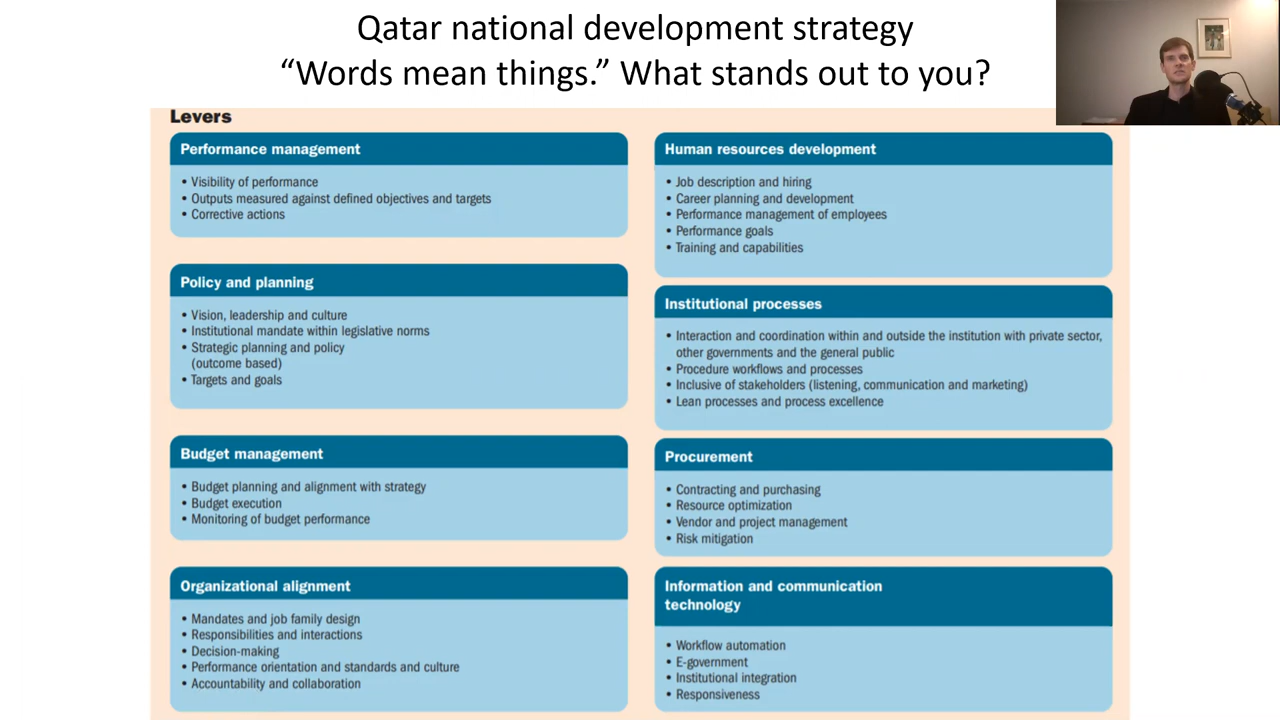 Qatar national development strategy
“Words mean things.” What stands out to you?
Levers
Performance management
• Visibility of performance
• Outputs measured against defined objectives and targets
• Corrective actions
Policy and planning
• Vision, leadership and culture
• Institutional mandate within legislative norms
• Strategic planning and policy
(outcome based)
• Targets and goals
Budget management
• Budget planning and alignment with strategy
• Budget execution
• Monitoring of budget performance
Organizational alignment
• Mandates and job family design
• Responsibilities and interactions
• Decision-making
• Performance orientation and standards and culture
• Accountability and collaboration
Human resources development
• Job description and hiring
• Career planning and development
• Performance management of employees
• Performance goals
• Training and capabilities
Institutional processes
• Interaction and coordination within and outside the institution with private sector,
other governments and the general public
• Procedure workflows and processes
• Inclusive of stakeholders (listening, communication and marketing)
• Lean processes and process excellence
Procurement
• Contracting and purchasing
• Resource optimization
• Vendor and project management
• Risk mitigation
Information and communication
technology
• Workflow automation
• E-government
• Institutional integration
• Responsiveness